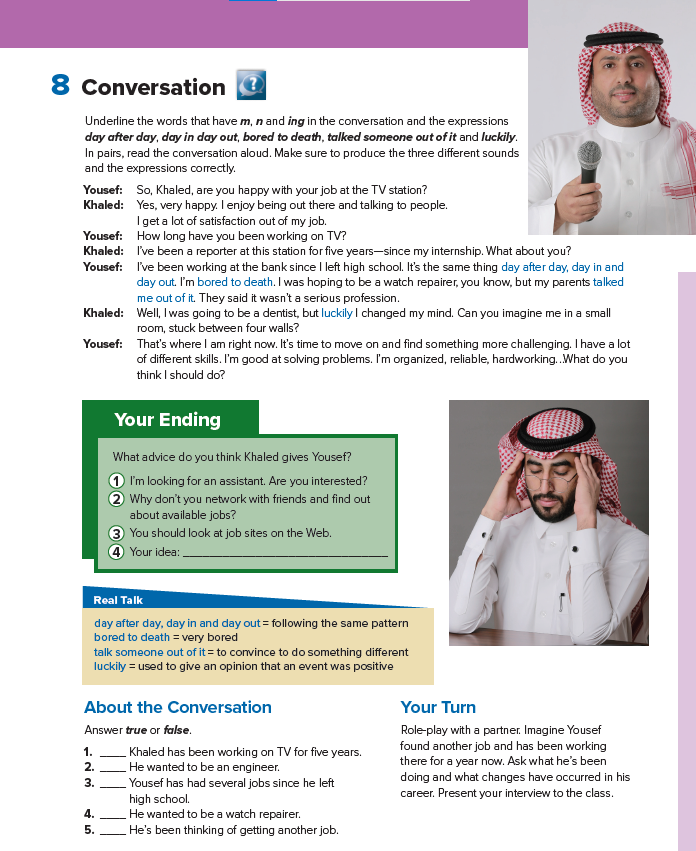 8 Conversation
Underline the words that have m, n and ing in the conversation and the expressions
day after day, day in day out, bored to death, talked someone out of it and luckily.
In pairs, read the conversation aloud. Make sure to produce the three different sounds
and the expressions correctly.
Yousef: So, Khaled, are you happy with your job at the TV station?
Khaled: Yes, very happy. I enjoy being out there and talking to people.
I get a lot of satisfaction out of my job.
Yousef: How long have you been working on TV?
Khaled: I've been a reporter at this station for five years—since my internship. What about you?
Yousef: I've been working at the bank since I left high school. It's the same thing day after day, day in and
day out. I'm bored to death. I was hoping to be a watch repairer, you know, but my parents talked
me out of it. They said it wasn't a serious profession.
Khaled: Well, I was going to be a dentist, but luckily I changed my mind. Can you imagine me in a small
room, stuck between four walls?
Yousef: That's where I am right now. It's time to move on and find something more challenging. I have a lot
of different skills. I'm good at solving problems. I'm organized, reliable, hardworking...What do you
think I should do?
Your Ending
What advice do you think Khaled gives Yousef?
1 I'm looking for an assistant. Are you interested?
2 Why don't you network with friends and find out
about available jobs?
3 You should look at job sites on the Web.
4 Your idea: ________________________________
Real Talk
day after day, day in and day out = following the same pattern
bored to death = very bored
talk someone out of it = to convince to do something different
luckily = used to give an opinion that an event was positive
About the Conversation
Answer true or false.
1. ____ Khaled has been working on TV for five years.
2. ____ He wanted to be an engineer.
3. ____ Yousef has had several jobs since he left
high school.
4. ____ He wanted to be a watch repairer.
5. ____ He's been thinking of getting another job.
Your Turn
Role-play with a partner. Imagine Yousef
found another job and has been working
there for a year now. Ask what he's been
doing and what changes have occurred in his
career. Present your interview to the class.